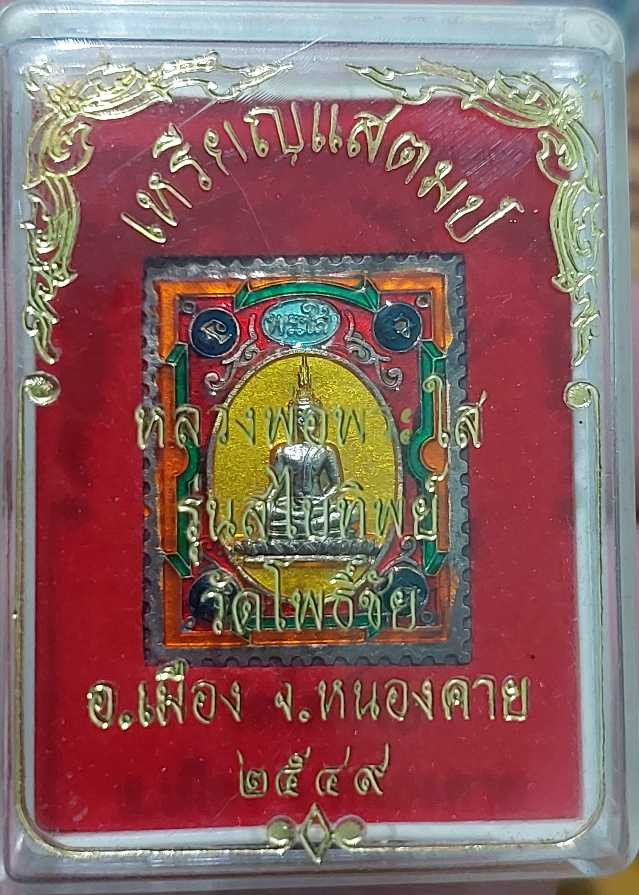 เหรียญแสตมป์
พระใส
หลวงพ่อพระใส
รุ่นสไบทิพย์
วัดโพธิ์ชัย
อ.เมือง จ.หนองคาย
๒๕๔๙